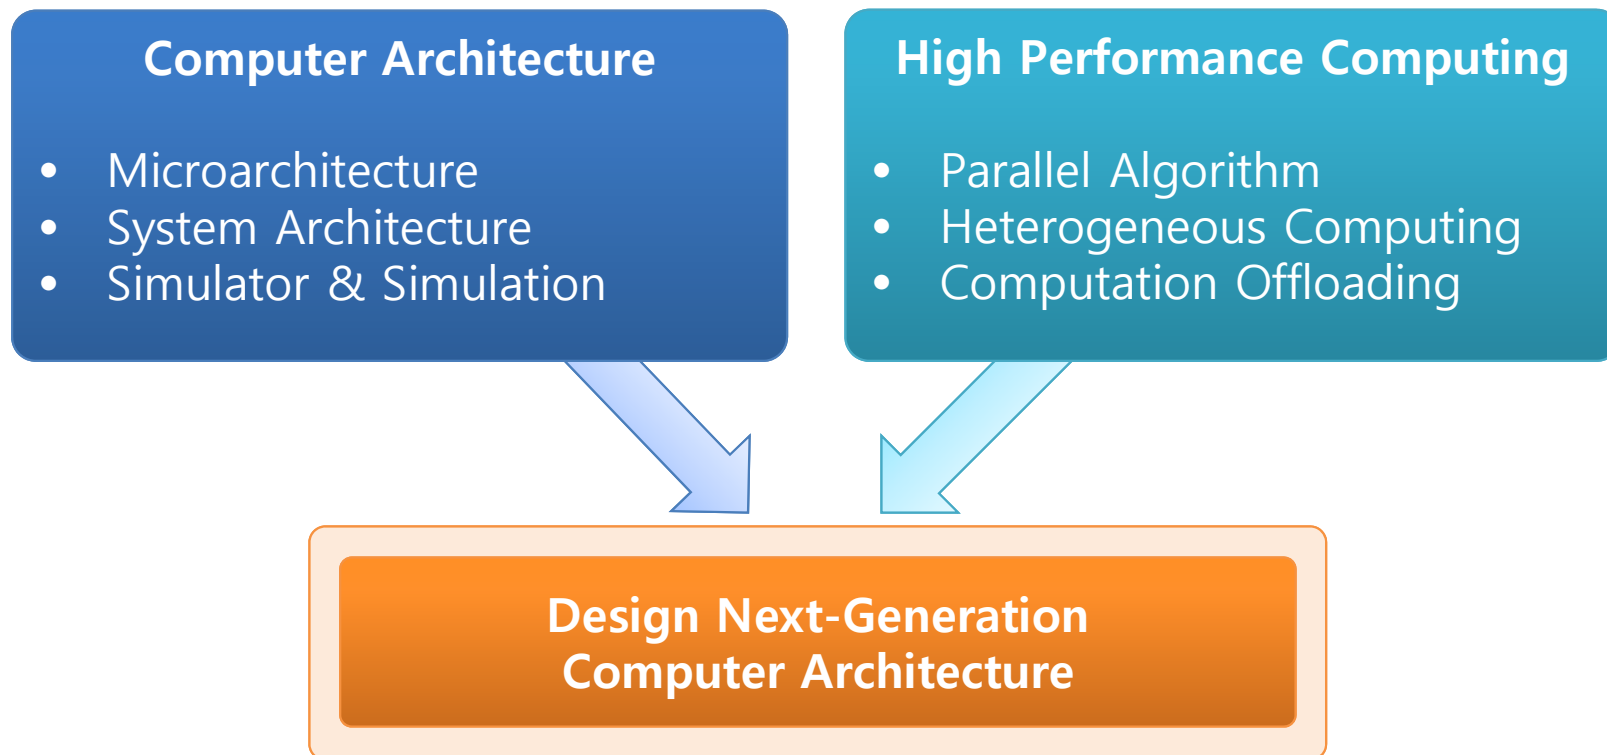 Computer Architecture
• Microarchitecture
• System Architecture
• Simulator & Simulation
High Performance Computing
• Parallel Algorithm
• Heterogeneous Computing
• Computation Offloading
Design Next-Generation
Computer Architecture